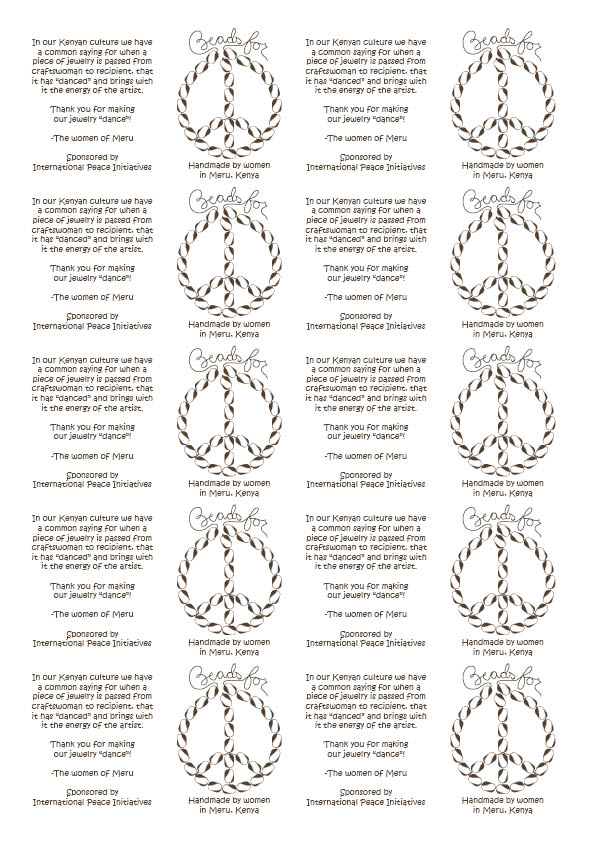 In our Kenyan culture we have
a common saying for when a
piece of jewelry is passed from
craftswoman to recipient, that
it has “danced” and brings with
it the energy of the artist.
Thank you for making
our jewelry “dance”!
-The women of Meru
Sponsored by
International Peace Initiatives
Beads for
Handmade by women
in Meru, Kenya
In our Kenyan culture we have
a common saying for when a
piece of jewelry is passed from
craftswoman to recipient, that
it has “danced” and brings with
it the energy of the artist.
Thank you for making
our jewelry “dance”!
-The women of Meru
Sponsored by
International Peace Initiatives
Beads for
Handmade by women
in Meru, Kenya
In our Kenyan culture we have
a common saying for when a
piece of jewelry is passed from
craftswoman to recipient, that
it has “danced” and brings with
it the energy of the artist.
Thank you for making
our jewelry “dance”!
-The women of Meru
Sponsored by
International Peace Initiatives
Beads for
Handmade by women
in Meru, Kenya
In our Kenyan culture we have
a common saying for when a
piece of jewelry is passed from
craftswoman to recipient, that
it has “danced” and brings with
it the energy of the artist.
Thank you for making
our jewelry “dance”!
-The women of Meru
Sponsored by
International Peace Initiatives
Beads for
Handmade by women
in Meru, Kenya
In our Kenyan culture we have
a common saying for when a
piece of jewelry is passed from
craftswoman to recipient, that
it has “danced” and brings with
it the energy of the artist.
Thank you for making
our jewelry “dance”!
-The women of Meru
Sponsored by
International Peace Initiatives
Beads for
Handmade by women
in Meru, Kenya
In our Kenyan culture we have
a common saying for when a
piece of jewelry is passed from
craftswoman to recipient, that
it has “danced” and brings with
it the energy of the artist.
Thank you for making
our jewelry “dance”!
-The women of Meru
Sponsored by
International Peace Initiatives
Beads for
Handmade by women
in Meru, Kenya
In our Kenyan culture we have
a common saying for when a
piece of jewelry is passed from
craftswoman to recipient, that
it has “danced” and brings with
it the energy of the artist.
Thank you for making
our jewelry “dance”!
-The women of Meru
Sponsored by
International Peace Initiatives
Beads for
Handmade by women
in Meru, Kenya
In our Kenyan culture we have
a common saying for when a
piece of jewelry is passed from
craftswoman to recipient, that
it has “danced” and brings with
it the energy of the artist.
Thank you for making
our jewelry “dance”!
-The women of Meru
Sponsored by
International Peace Initiatives
Beads for
Handmade by women
in Meru, Kenya
In our Kenyan culture we have
a common saying for when a
piece of jewelry is passed from
craftswoman to recipient, that
it has “danced” and brings with
it the energy of the artist.
Thank you for making
our jewelry “dance”!
-The women of Meru
Sponsored by
International Peace Initiatives
Beads for
Handmade by women
in Meru, Kenya
In our Kenyan culture we have
a common saying for when a
piece of jewelry is passed from
craftswoman to recipient, that
it has “danced” and brings with
it the energy of the artist.
Thank you for making
our jewelry “dance”!
-The women of Meru
Sponsored by
International Peace Initiatives
Beads for
Handmade by women
in Meru, Kenya